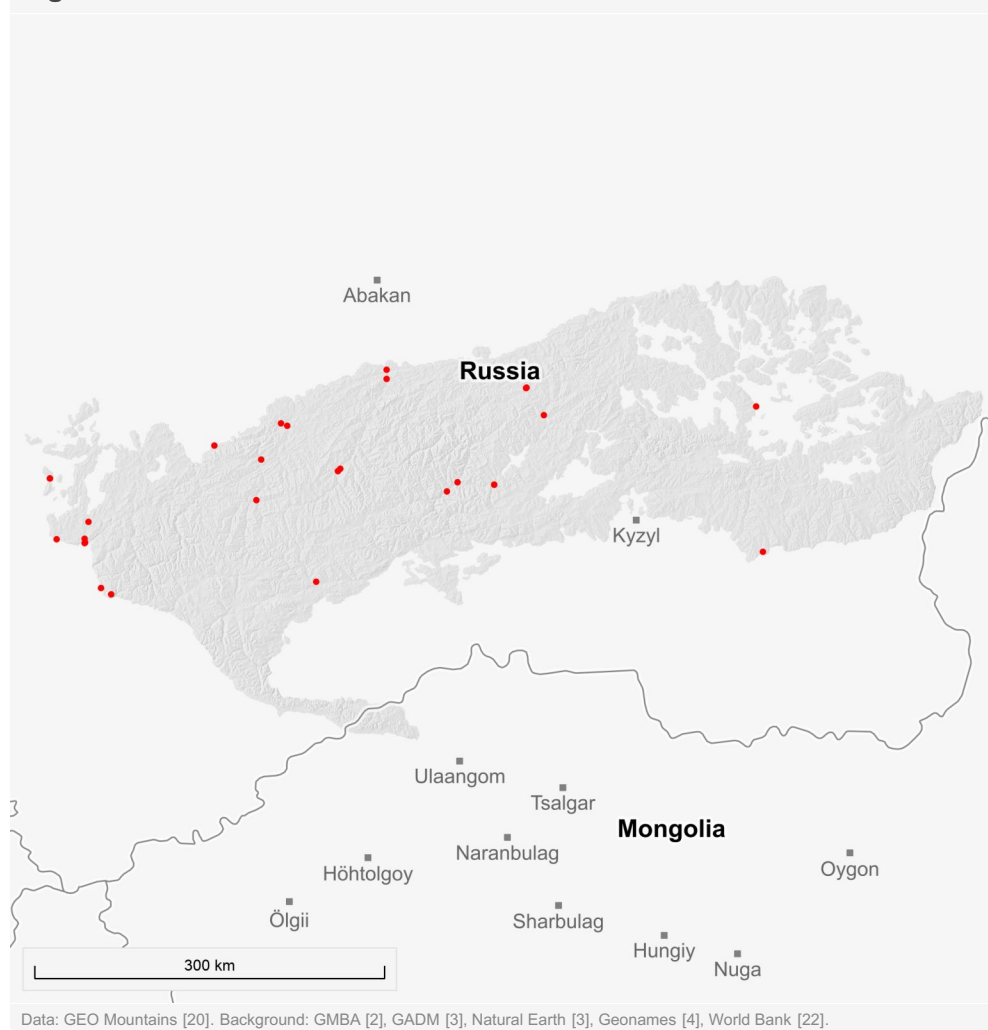 Abakan
Russia
Kyzyl
Ulaangom
Tsalgar
Mongolia
Naranbulag
Höhtolgoy
Oygon
Ölgii
Sharbulag
Hungiy
Nuga
300 km
Data: GEO Mountains [20]. Background: GMBA [2], GADM [3], Natural Earth [3], Geonames [4], World Bank [22].